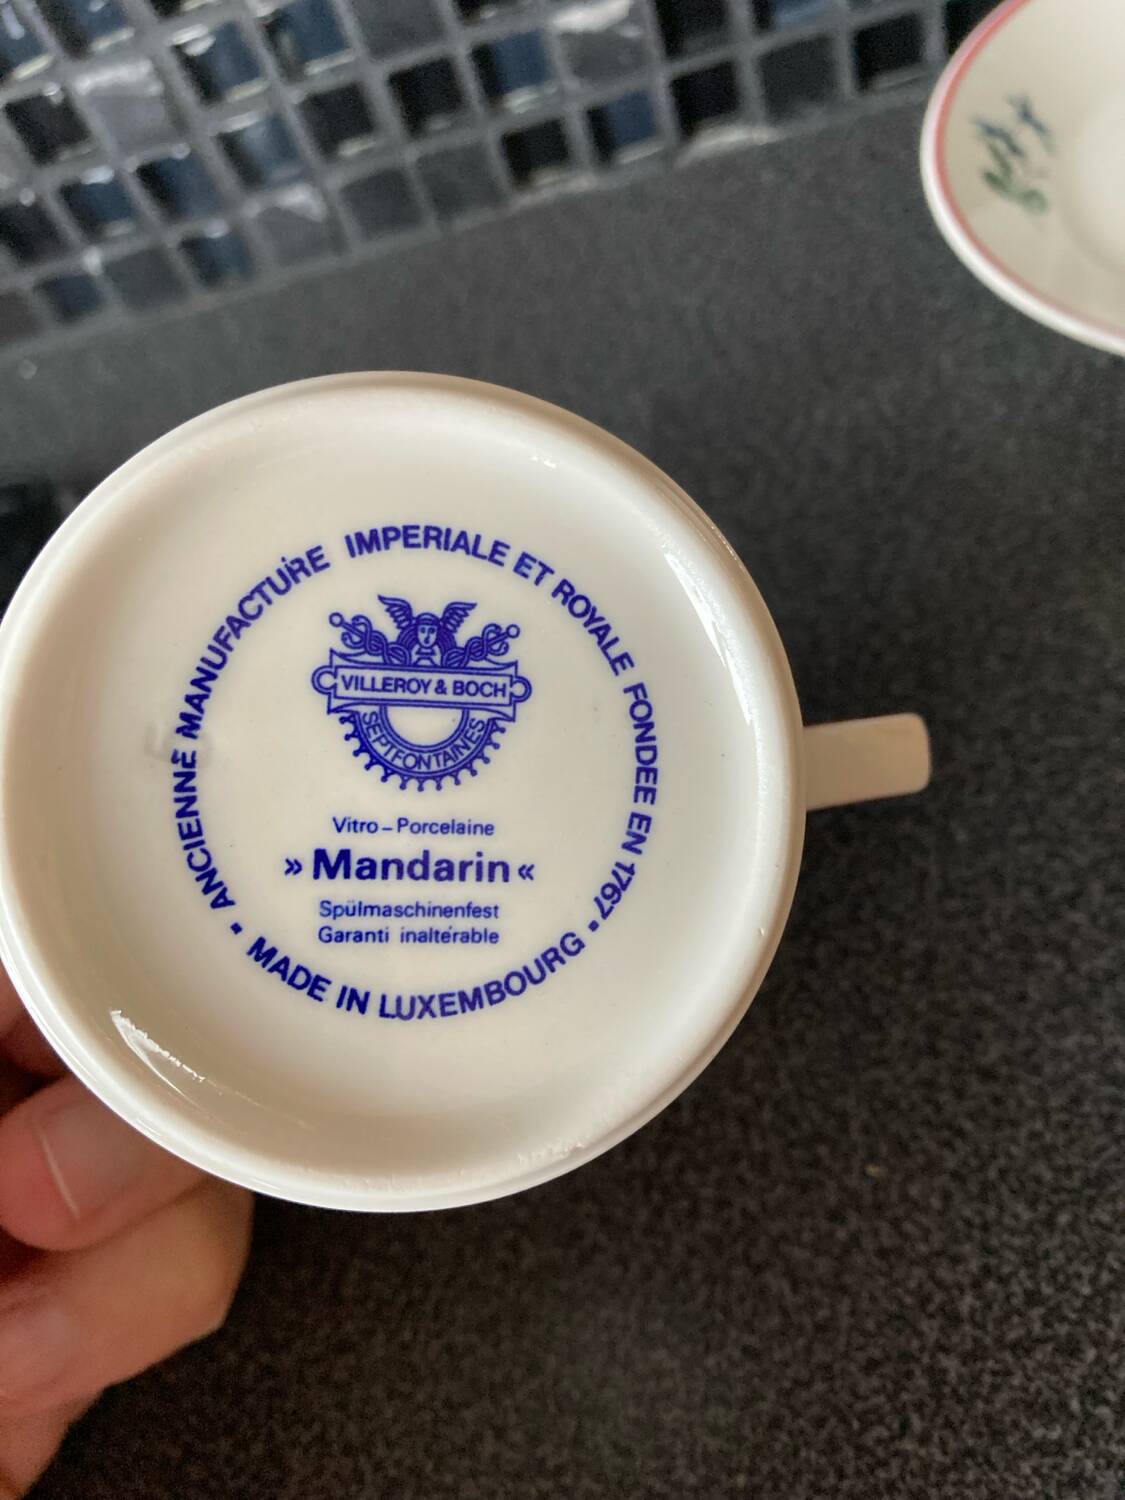 ANCIENNE MANUFACTURE IMPERIALE ET ROYALE FONDEE EN 1767
VILLEROY & BOCH
SEPTFONTAINES
Vitro-Porcelaine
»Mandarin«
Spülmaschinenfest
Garanti inaltérable
MADE IN LUXEMBOURG